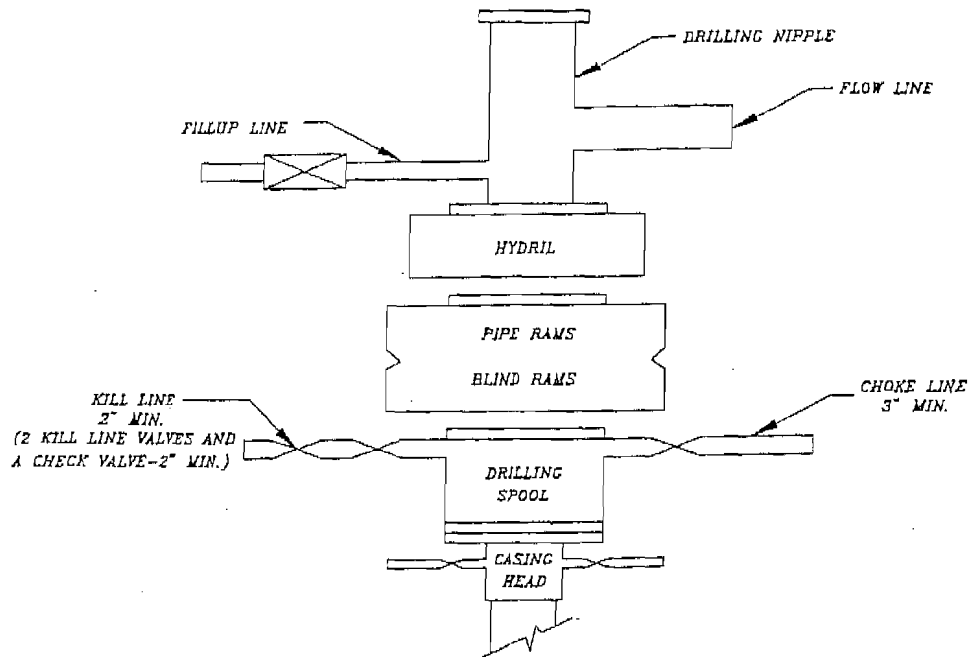 DRILLING NIPPLE
FLOW LINE
FILLUP LINE
HYDRIL
PIPE RAMS
BLIND RAMS
KILL LINE
2" MIN.
(2 KILL LINE VALVES AND
A CHECK VALVE-2" MIN.)
CHOKE LINE
3" MIN.
DRILLING
SPOOL
CASING
HEAD